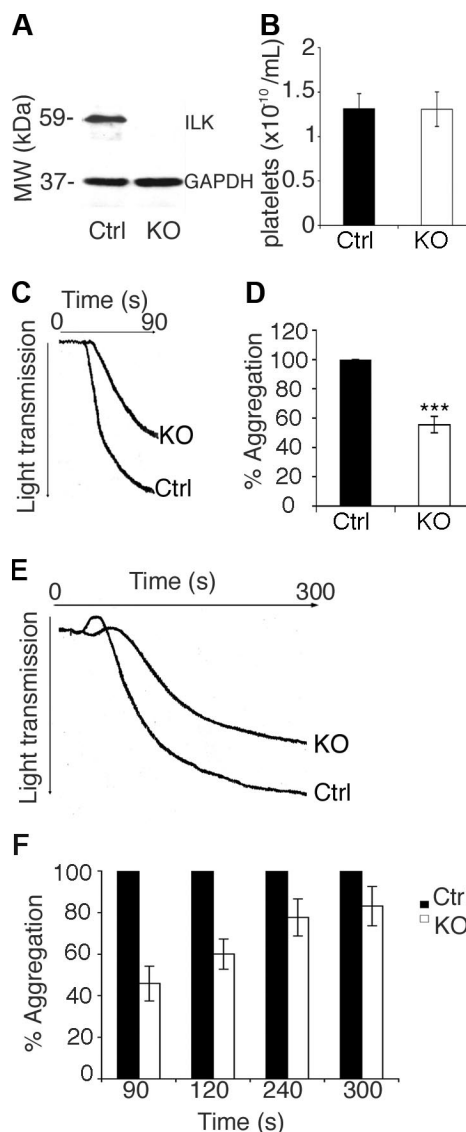 A
MW (kDa)
59-
ILK
37-
GAPDH
Ctrl KO
B
platelets (x10⁻¹⁰ /mL)
2
1.5
1
0.5
0
Ctrl KO
C
Time (s)
0 90
Light transmission
KO
Ctrl
D
% Aggregation
120
100
80
60
40
20
0
***
Ctrl KO
E
0 Time (s) 300
Light transmission
KO
Ctrl
F
% Aggregation
100
80
60
40
20
0
Ctr
KO
90 120 240 300
Time (s)